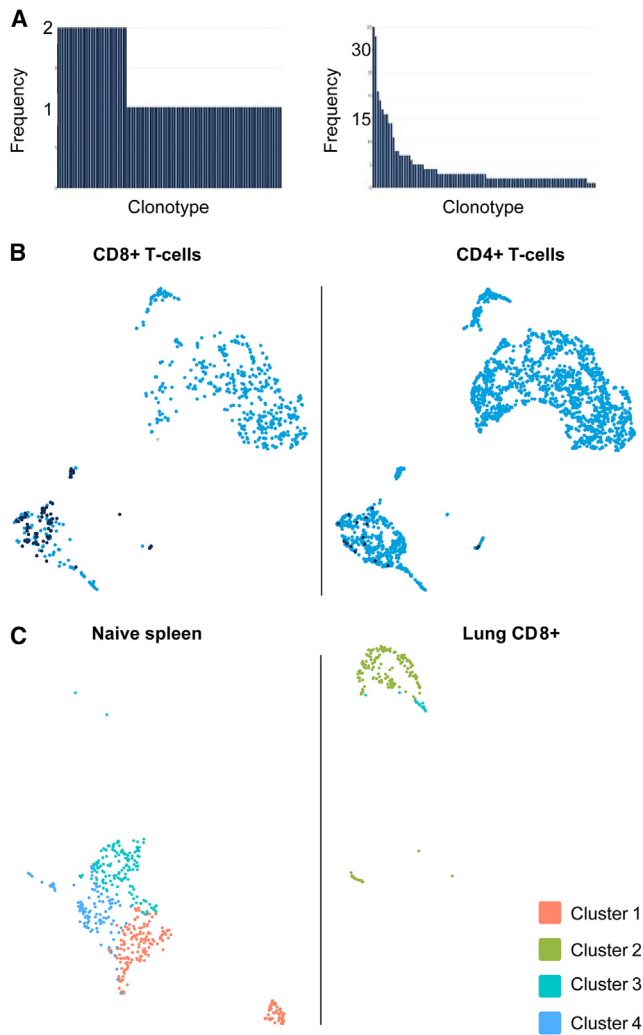 A
2
1
Frequency
Clonotype
30
15
Frequency
Clonotype
B
CD8+ T-cells
CD4+ T-cells
C
Naive spleen
Lung CD8+
Cluster 1
Cluster 2
Cluster 3
Cluster 4